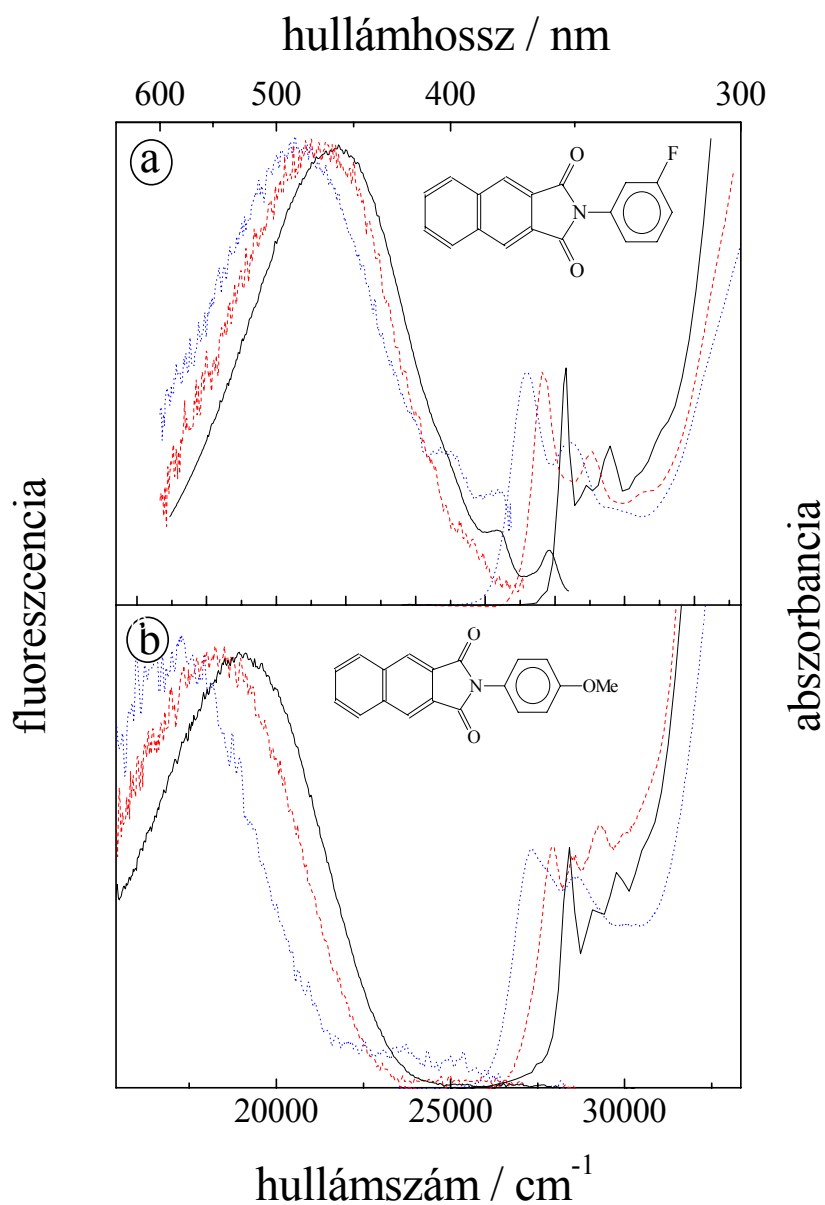 hullámhossz / nm
600 500 400 300
a
O
N
O
F
fluoreszcencia
abszorbancia
b
O
N
O
OMe
20000 25000 30000
hullámszám / cm⁻¹